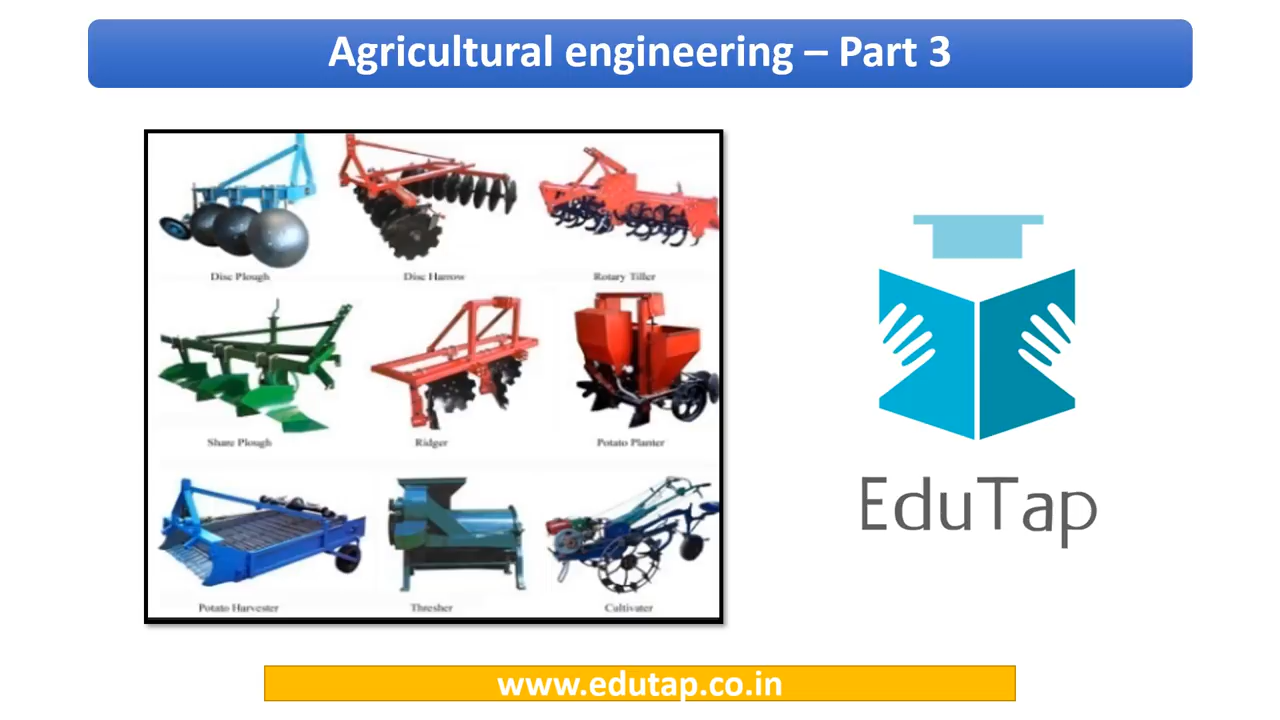 Agricultural engineering – Part 3
Disc Plough
Disc Harrow
Rotary Tiller
Share Plough
Ridger
Potato Planter
Potato Harvester
Thresher
Cultivater
EduTap
www.edutap.co.in